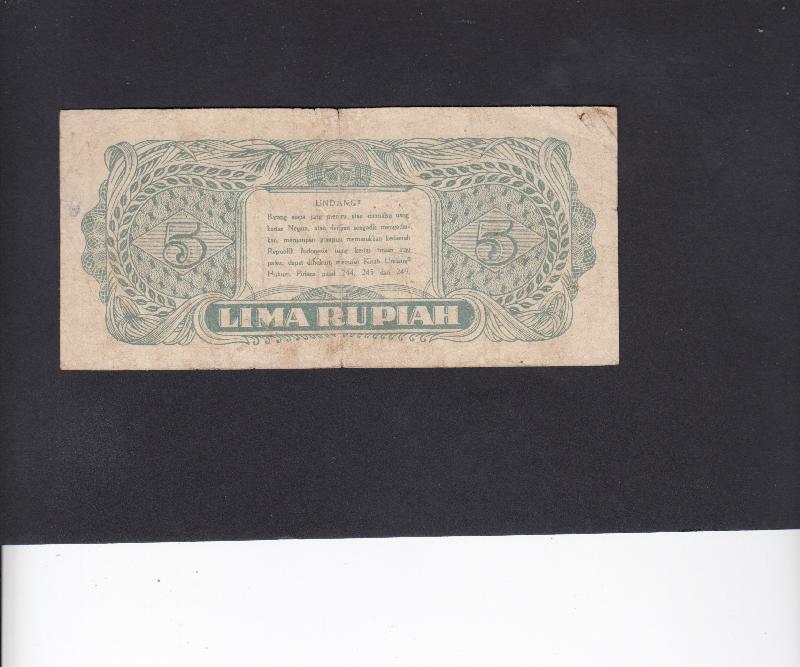 UNDANG²
Barang siapa jang meniru, atau memalsu uang
kertas Negara, atau dengan sengadja mengedar-
kan, menjimpan ataupun memasukkan kedaerah
Republik Indonesia uang kertas tiruan atau
palsu, dapat dihukum, menurut Kitab Undang²
Hukum Pidana pasal 244, 245 dan 249.
5
5
LIMA RUPIAH